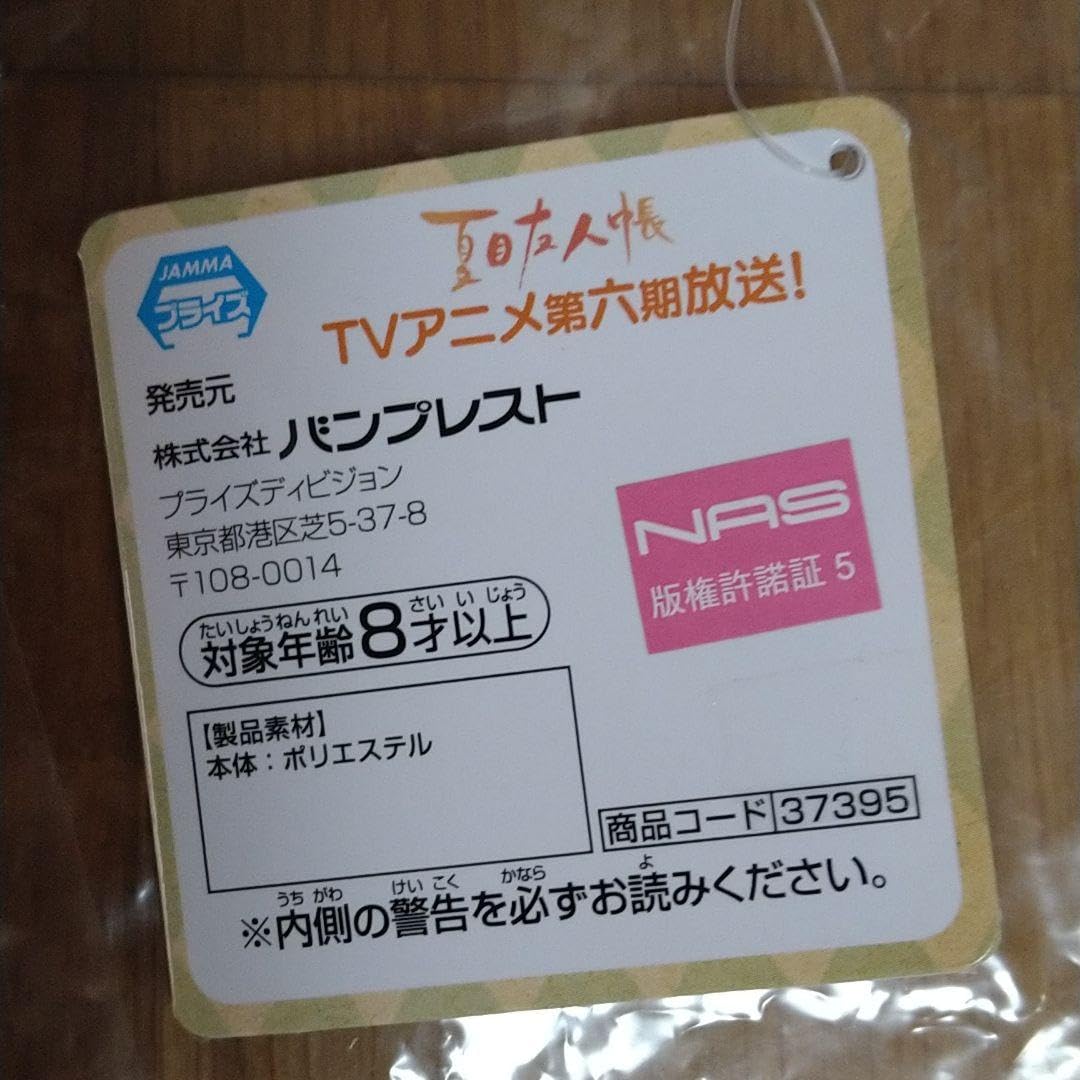 JAMMA
プライズ
夏目友人帳
TVアニメ第六期放送!
発売元
株式会社 バンプレスト
プライズディビジョン
東京都港区芝5-37-8
〒108-0014
たいしょうねんれい さい い じょう
対象年齢8才以上
NAS
版権許諾証 5
【製品素材】
本体:ポリエステル
商品コード 37395
うち がわ けい こく かなら よ
※内側の警告を必ずお読みください。